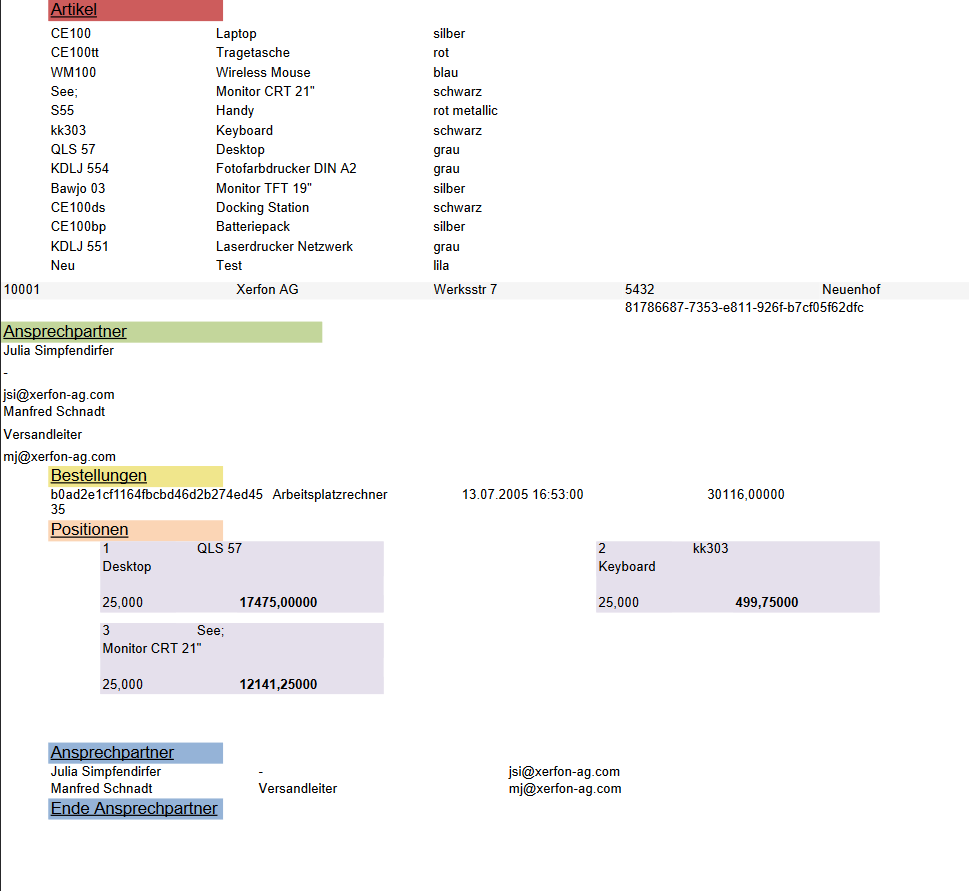 Artikel
CE100 Laptop silber
CE100tt Tragetasche rot
WM100 Wireless Mouse blau
See; Monitor CRT 21" schwarz
S55 Handy rot metallic
kk303 Keyboard schwarz
QLS 57 Desktop grau
KDLJ 554 Fotofarbdrucker DIN A2 grau
Bawjo 03 Monitor TFT 19" silber
CE100ds Docking Station schwarz
CE100bp Batteriepack silber
KDLJ 551 Laserdrucker Netzwerk grau
Neu Test lila
10001 Xerfon AG Werksstr 7 5432 Neuenhof
81786687-7353-e811-926f-b7cf05f62dfc
Ansprechpartner
Julia Simpfendirfer
-
jsi@xerfon-ag.com
Manfred Schnadt
Versandleiter
mj@xerfon-ag.com
Bestellungen
b0ad2e1cf1164fbcbd46d2b274ed45 Arbeitsplatzrechner 13.07.2005 16:53:00 30116,00000
35
Positionen
1 QLS 57 2 kk303
Desktop Keyboard
25,000 17475,00000 25,000 499,75000
3 See;
Monitor CRT 21"
25,000 12141,25000
Ansprechpartner
Julia Simpfendirfer - jsi@xerfon-ag.com
Manfred Schnadt Versandleiter mj@xerfon-ag.com
Ende Ansprechpartner